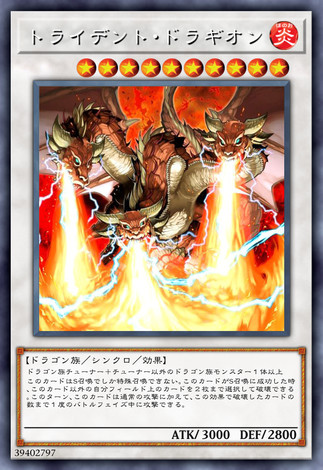 トライデント・ドラギオン
ほのお
炎
【ドラゴン族／シンクロ／効果】
ドラゴン族チューナー＋チューナー以外のドラゴン族モンスター１体以上
このカードはS召喚でしか特殊召喚できない。このカードがS召喚に成功した時、
このカード以外の自分フィールド上のカードを２枚まで選択して破壊できる。
このターン、このカードは通常の攻撃に加えて、この効果で破壊したカードの
数まで１度のバトルフェイズ中に攻撃できる。
ATK/3000 DEF/2800
39402797